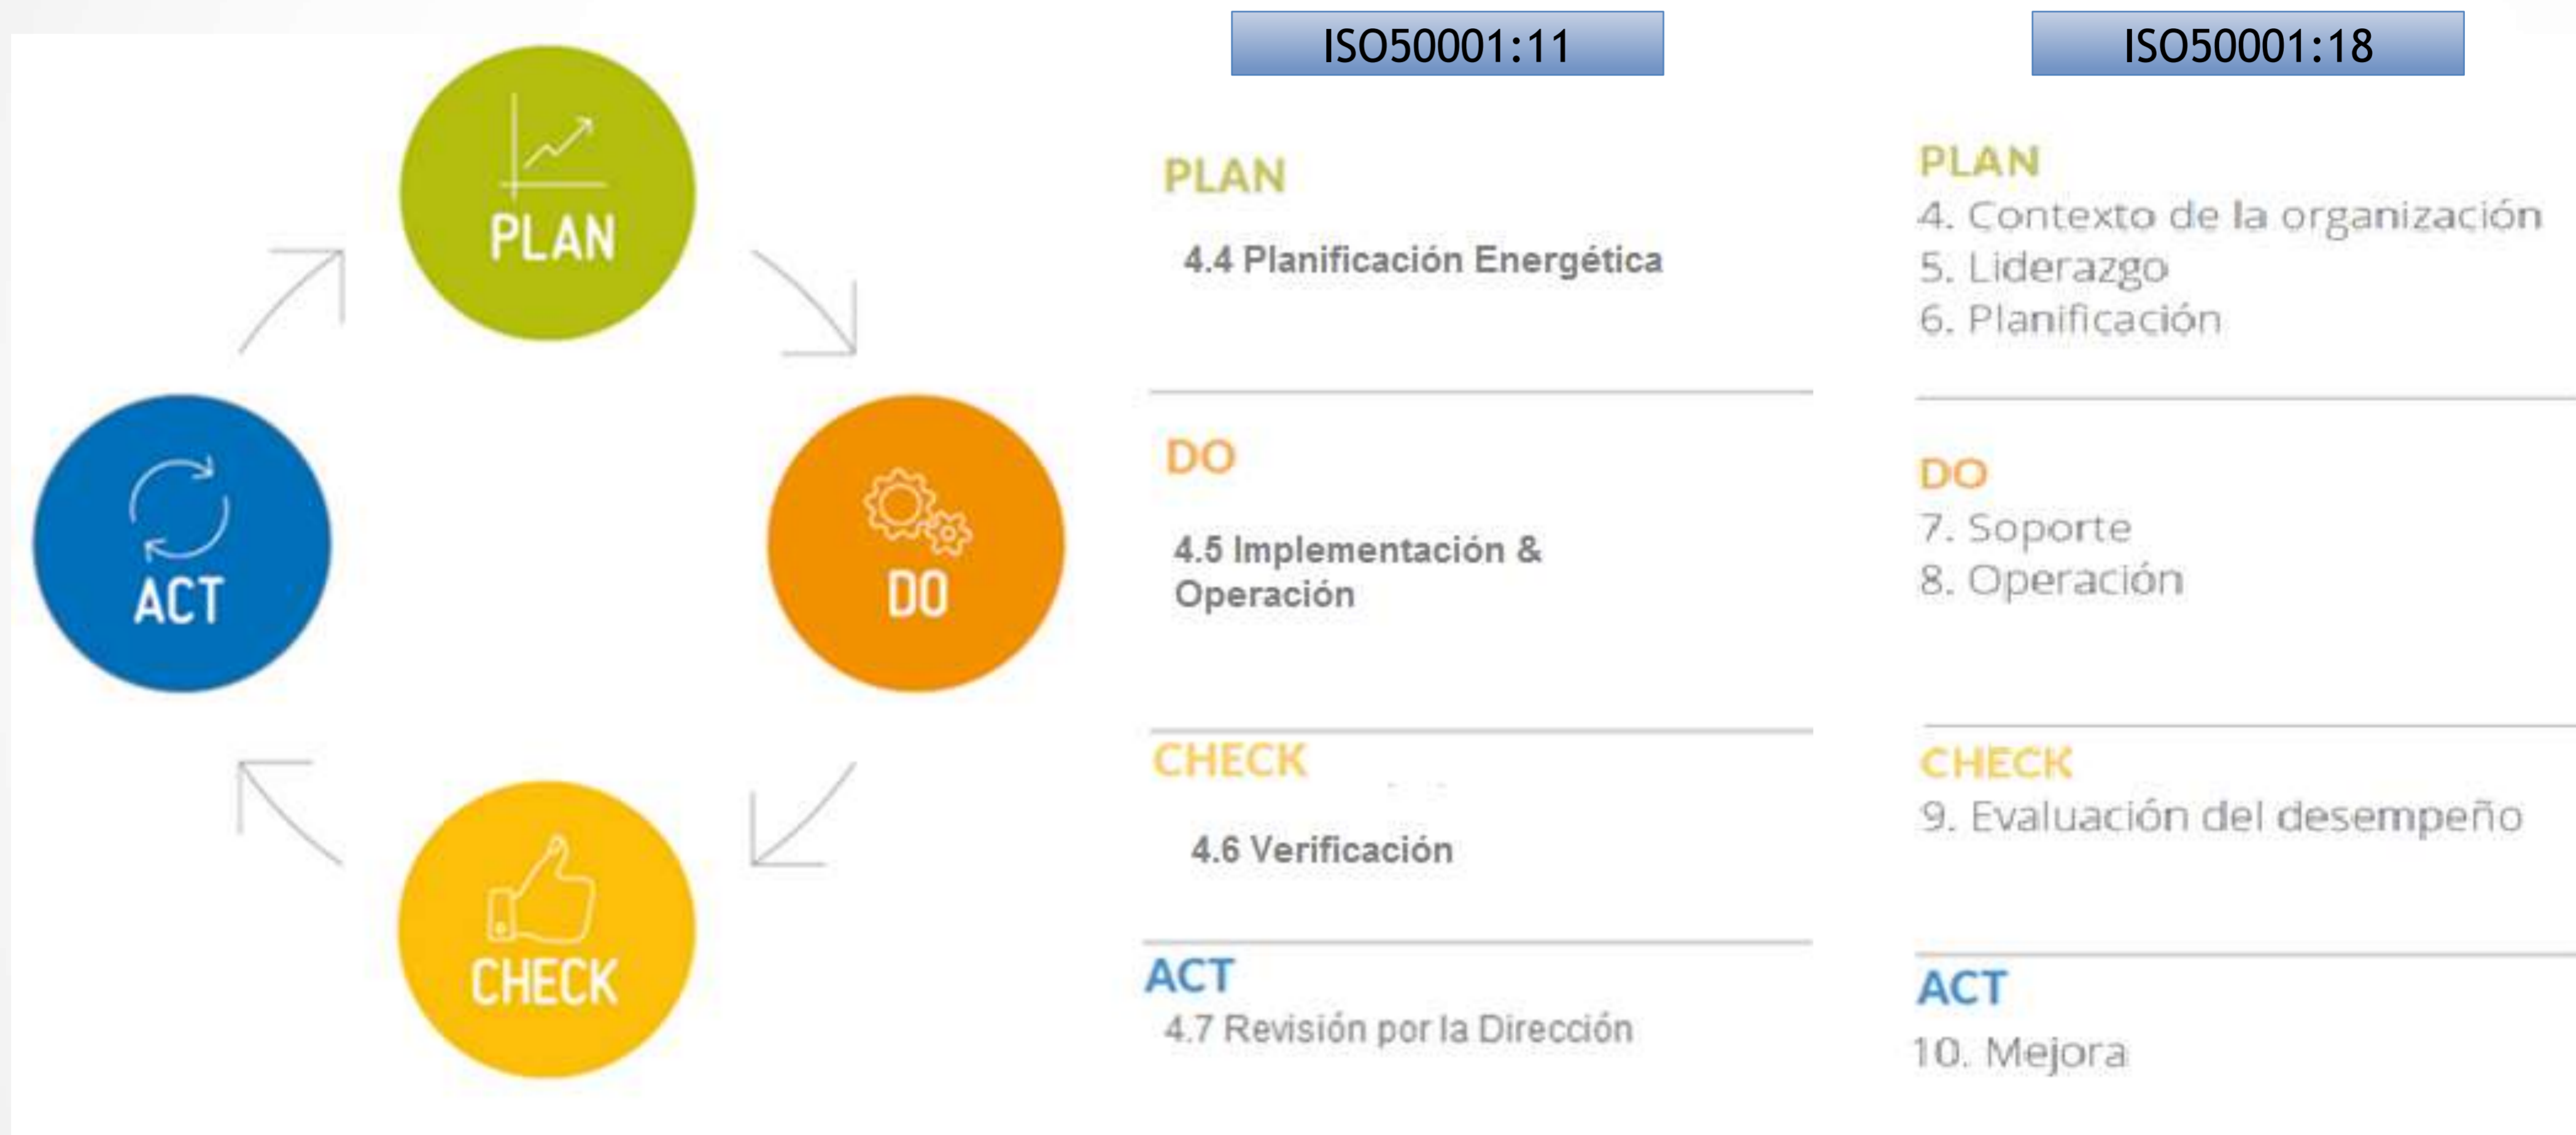 PLAN
DO
CHECK
ACT
ISO50001:11
PLAN
4.4 Planificación Energética
DO
4.5 Implementación &
Operación
CHECK
4.6 Verificación
ACT
4.7 Revisión por la Dirección
ISO50001:18
PLAN
4. Contexto de la organización
5. Liderazgo
6. Planificación
DO
7. Soporte
8. Operación
CHECK
9. Evaluación del desempeño
ACT
10. Mejora